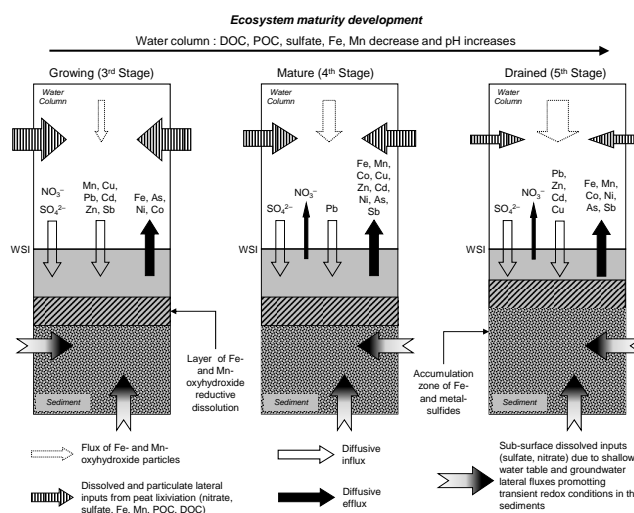 Ecosystem maturity development
Water column : DOC, POC, sulfate, Fe, Mn decrease and pH increases
Growing (3rd Stage)
Water
Column
NO3–
SO42–
Mn, Cu,
Pb, Cd,
Zn, Sb
Fe, As,
Ni, Co
WSI
Sediment
Mature (4th Stage)
Water
Column
SO42–
NO3–
Pb
Fe, Mn,
Co, Cu,
Zn, Cd,
Ni, As,
Sb
WSI
Sediment
Drained (5th Stage)
Water
Column
SO42–
NO3–
Pb,
Zn,
Cd,
Cu
Fe, Mn,
Co, Ni,
As, Sb
WSI
Sediment
Layer of Fe-
and Mn-
oxyhydroxide
reductive
dissolution
Accumulation
zone of Fe-
and metal-
sulfides
Flux of Fe- and Mn-
oxyhydroxide particles
Dissolved and particulate lateral
inputs from peat lixiviation (nitrate,
sulfate, Fe, Mn, POC, DOC)
Diffusive
influx
Diffusive
efflux
Sub-surface dissolved inputs
(sulfate, nitrate) due to shallow
water table and groundwater
lateral fluxes promotting
transient redox conditions in the
sediments